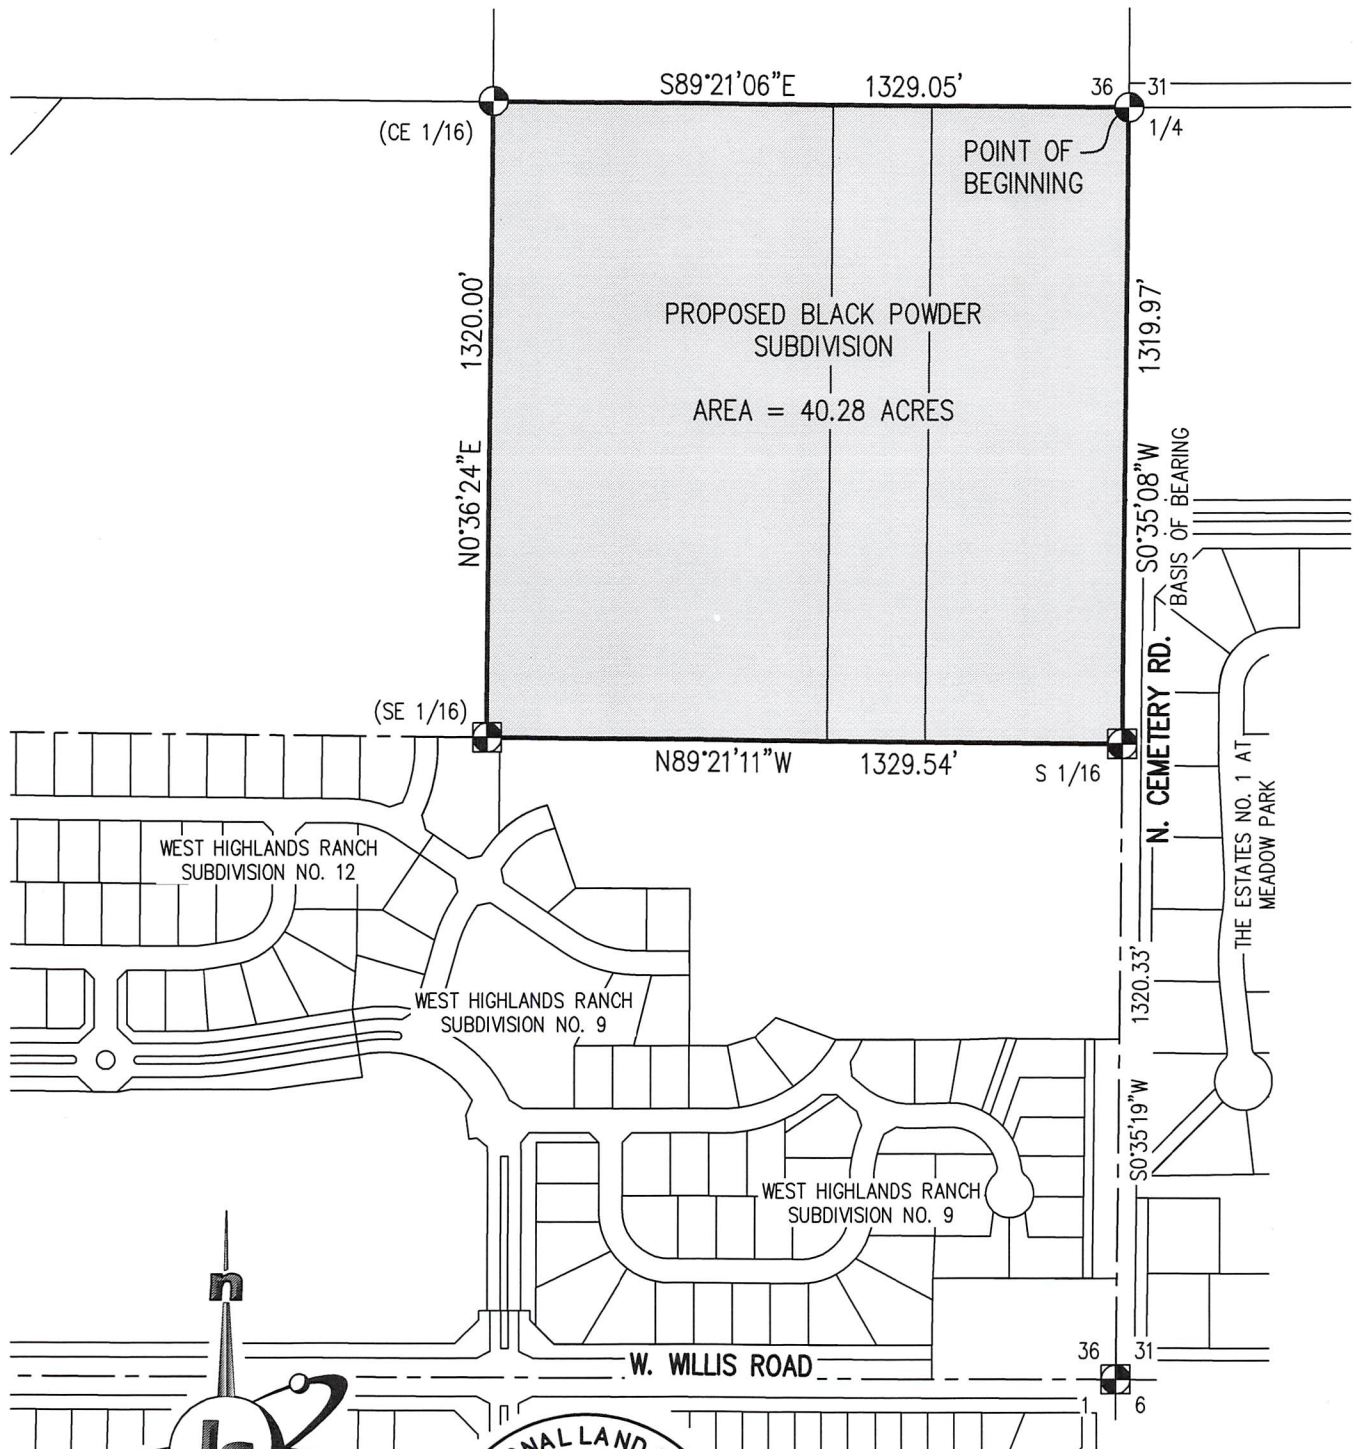 S89°21'06"E 1329.05'
36 31
(CE 1/16)
1/4
POINT OF
BEGINNING
1320.00'
N0°36'24"E
PROPOSED BLACK POWDER
SUBDIVISION
AREA = 40.28 ACRES
1319.97'
S0°35'08"W
BASIS OF BEARING
(SE 1/16)
N89°21'11"W 1329.54'
S 1/16
N. CEMETERY RD.
THE ESTATES NO. 1 AT
MEADOW PARK
WEST HIGHLANDS RANCH
SUBDIVISION NO. 12
WEST HIGHLANDS RANCH
SUBDIVISION NO. 9
1320.33'
S0°35'19"W
WEST HIGHLANDS RANCH
SUBDIVISION NO. 9
n
W. WILLIS ROAD
36 31
1 6
ONAL LAND